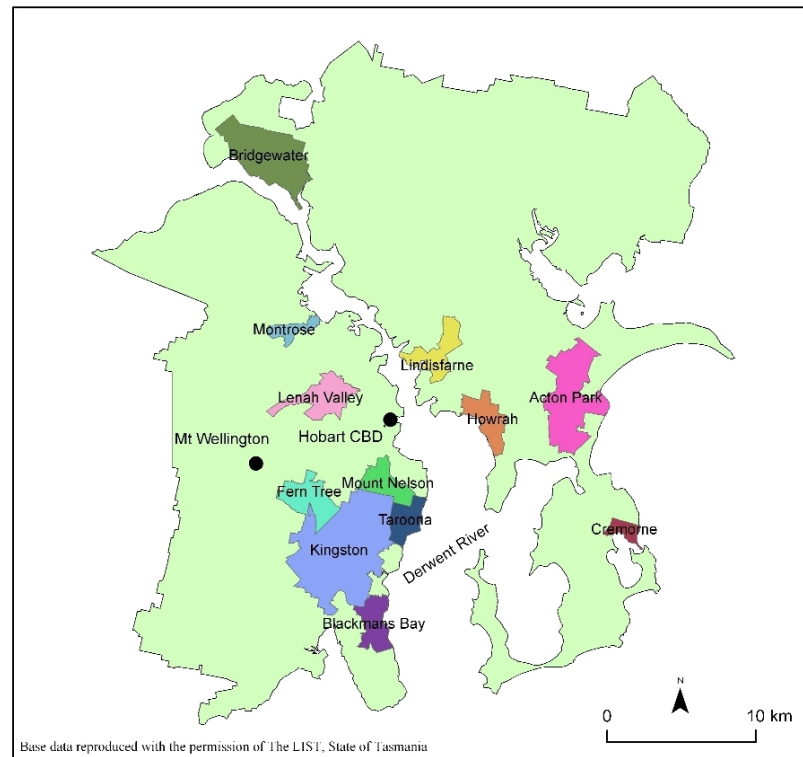 Bridgewater
Montrose
Lindisfarne
Lenah Valley
Acton Park
Howrah
Hobart CBD
Mt Wellington
Mount Nelson
Fern Tree
Taroona
Cremorne
Kingston
Derwent River
Blackmans Bay
N
0 10 km
Base data reproduced with the permission of The LIST, State of Tasmania